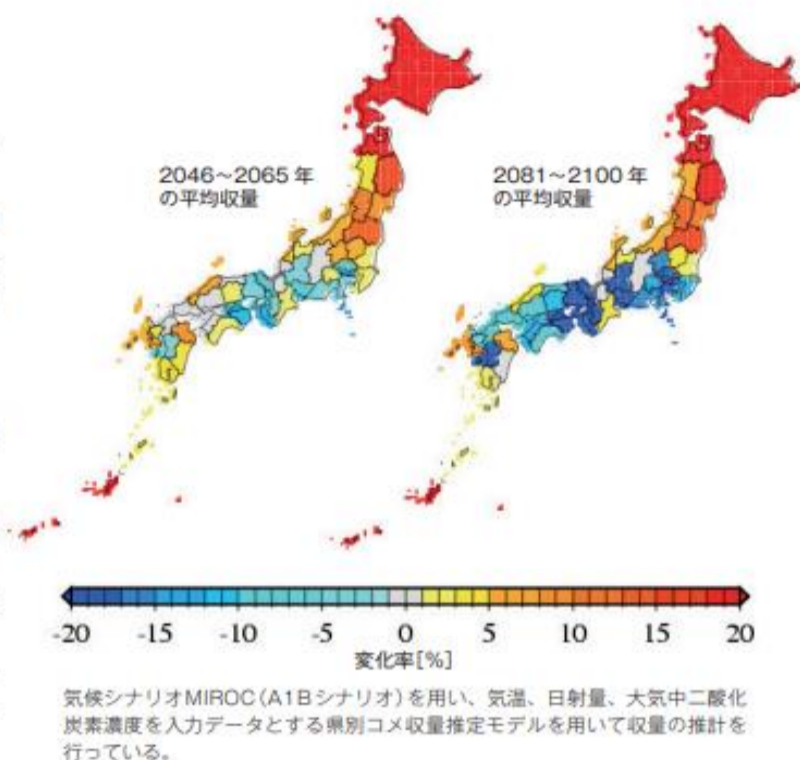 2046～2065 年
の平均収量
2081～2100 年
の平均収量
-20 -15 -10 -5 0 5 10 15 20
変化率[%]
気候シナリオMIROC（A1Bシナリオ）を用い、気温、日射量、大気中二酸化
炭素濃度を入力データとする県別コメ収量推定モデルを用いて収量の推計を
行っている。